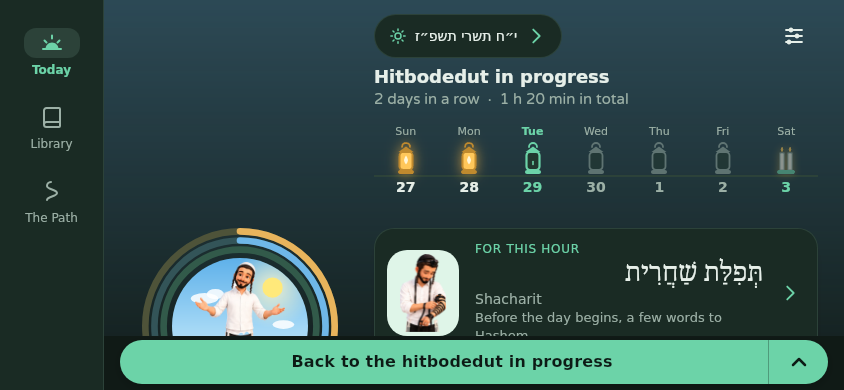 Today
Library
The Path
י״ח תשרי תשפ״ז
Hitbodedut in progress
2 days in a row · 1 h 20 min in total
Sun Mon Tue Wed Thu Fri Sat
27 28 29 30 1 2 3
FOR THIS HOUR
תְּפִלַּת שַׁחֲרִית
Shacharit
Before the day begins, a few words to
Hashem
Back to the hitbodedut in progress